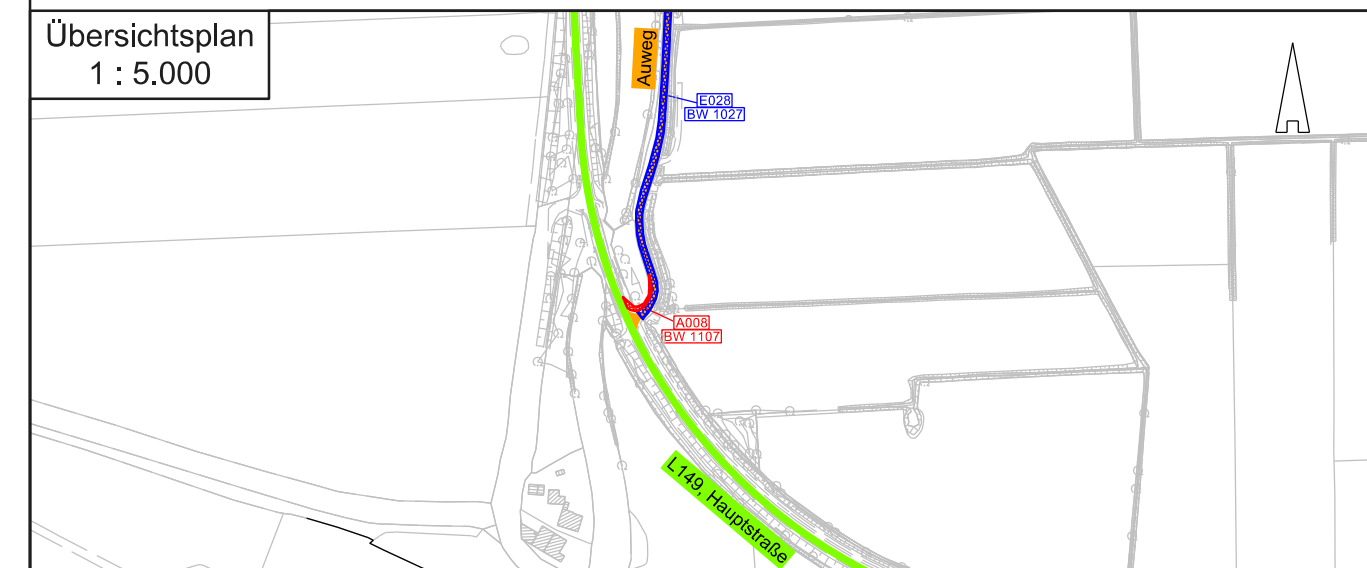 Übersichtsplan
1 : 5.000
Auweg
E028
BW 1027
A008
BW 1107
L149, Hauptstraße